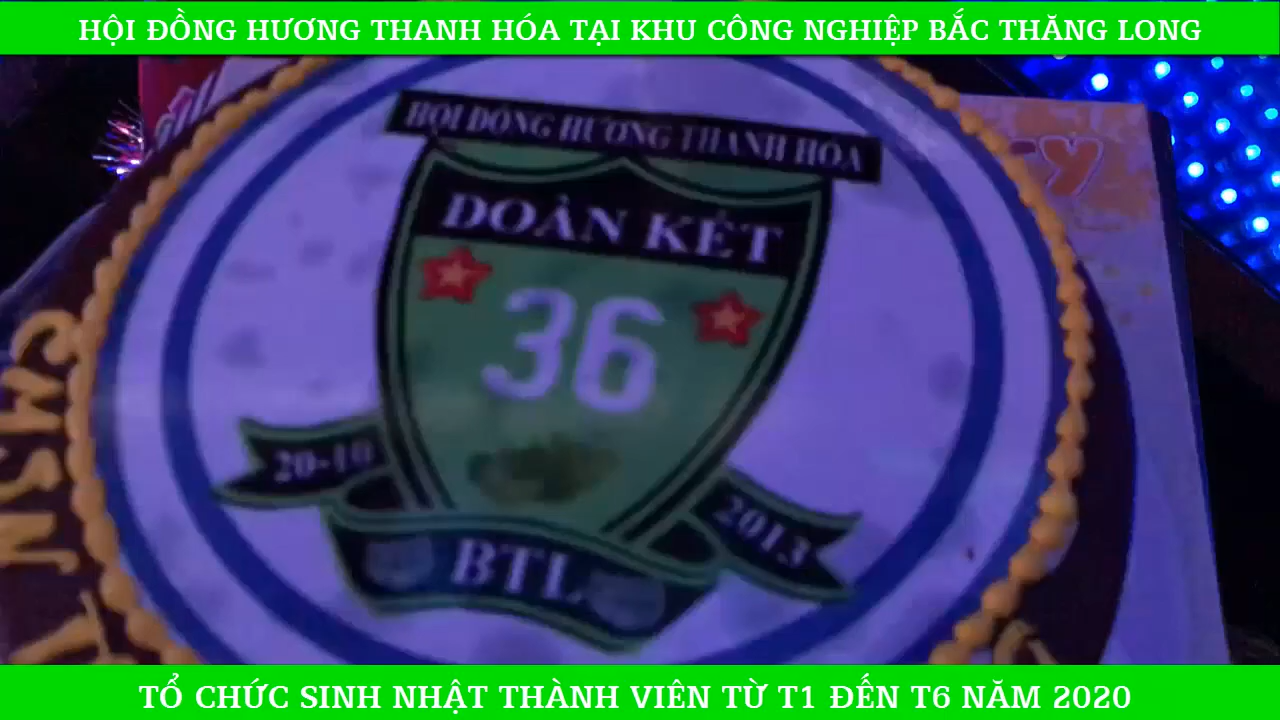 HỘI ĐỒNG HƯƠNG THANH HÓA TẠI KHU CÔNG NGHIỆP BẮC THĂNG LONG
HỘI ĐỒNG HƯƠNG THANH HÓA
ĐOÀN KẾT
36
20-10
2013
BTL
CMSN
TỔ CHỨC SINH NHẬT THÀNH VIÊN TỪ T1 ĐẾN T6 NĂM 2020